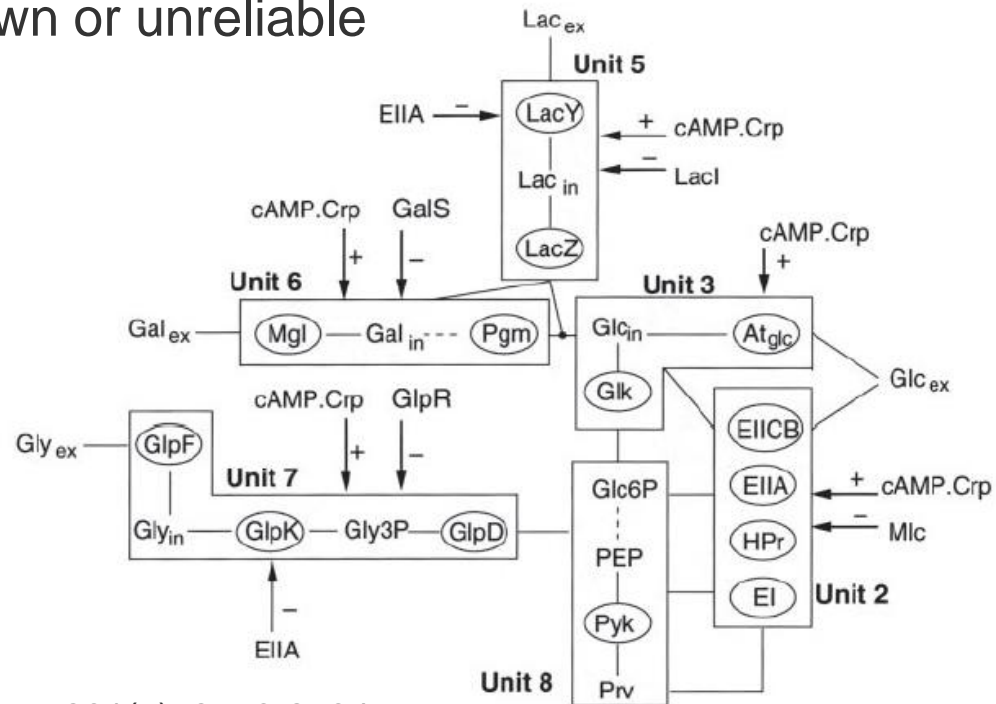 wn or unreliable
Lac ex
Unit 5
EIIA
−
LacY
+
cAMP.Crp
Lac in
−
LacI
cAMP.Crp
GalS
LacZ
cAMP.Crp
+
−
+
Unit 6
Unit 3
Gal ex
Mgl
Gal in
Pgm
Glc in
At glc
Glc ex
cAMP.Crp
GlpR
Glk
EIICB
Gly ex
GlpF
+
−
Unit 7
Glc6P
EIIA
+
cAMP.Crp
Gly in
GlpK
Gly3P
GlpD
HPr
−
Mlc
PEP
−
EI
Unit 2
EIIA
Pyk
Unit 8
Prv